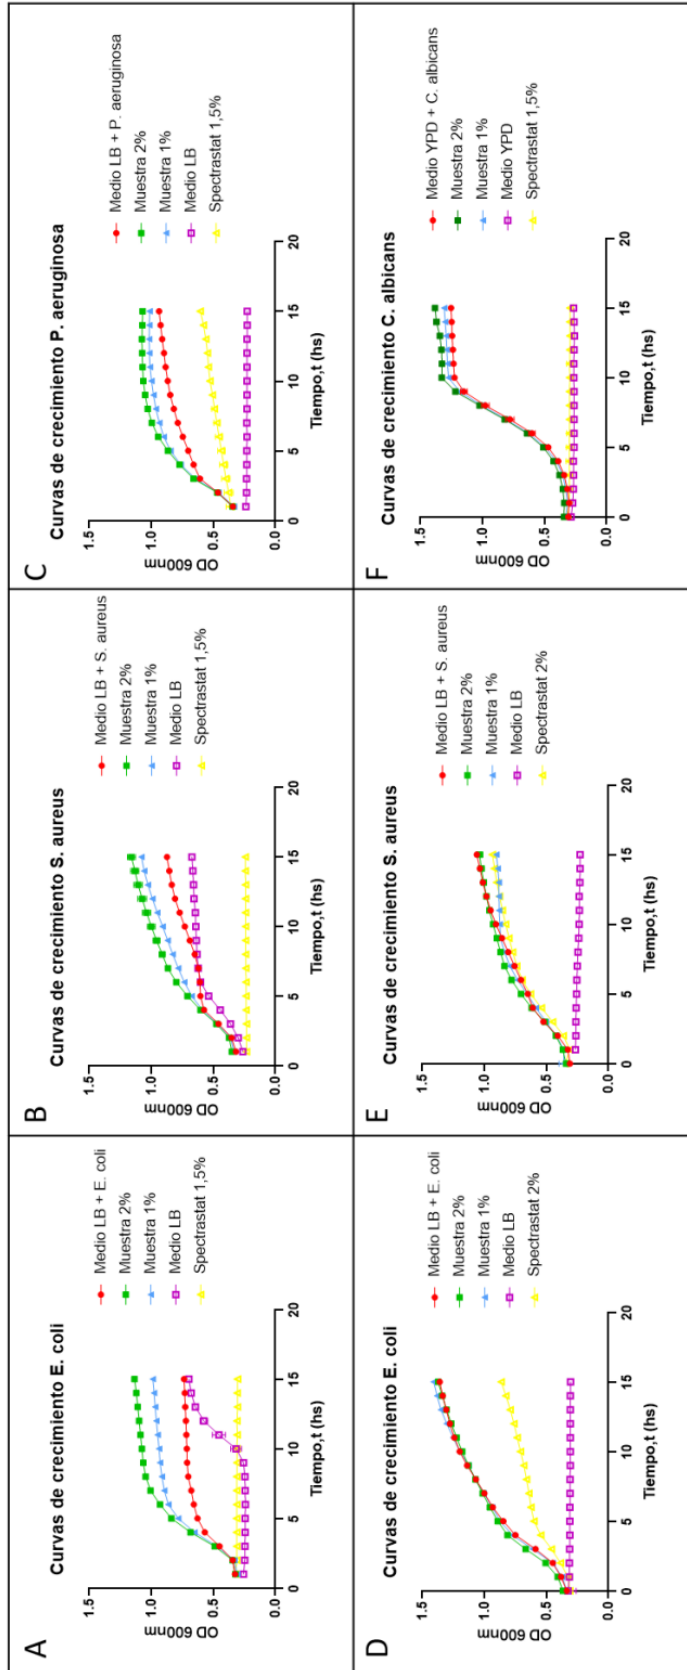 A
Curvas de crecimiento E. coli
OD 600nm
1.5
1.0
0.5
0.0
0
5
10
15
20
Tiempo,t (hs)
Medio LB + E. coli
Muestra 2%
Muestra 1%
Medio LB
Spectrastat 1,5%
B
Curvas de crecimiento S. aureus
OD 600nm
1.5
1.0
0.5
0.0
0
5
10
15
20
Tiempo,t (hs)
Medio LB + S. aureus
Muestra 2%
Muestra 1%
Medio LB
Spectrastat 1,5%
C
Curvas de crecimiento P. aeruginosa
OD 600nm
1.5
1.0
0.5
0.0
0
5
10
15
20
Tiempo,t (hs)
Medio LB + P. aeruginosa
Muestra 2%
Muestra 1%
Medio LB
Spectrastat 1,5%
D
Curvas de crecimiento E. coli
OD 600nm
1.5
1.0
0.5
0.0
0
5
10
15
20
Tiempo,t (hs)
Medio LB + E. coli
Muestra 2%
Muestra 1%
Medio LB
Spectrastat 2%
E
Curvas de crecimiento S. aureus
OD 600nm
1.5
1.0
0.5
0.0
0
5
10
15
20
Tiempo,t (hs)
Medio LB + S. aureus
Muestra 2%
Muestra 1%
Medio LB
Spectrastat 2%
F
Curvas de crecimiento C. albicans
OD 600nm
1.5
1.0
0.5
0.0
0
5
10
15
20
Tiempo,t (hs)
Medio YPD + C. albicans
Muestra 2%
Muestra 1%
Medio YPD
Spectrastat 1,5%